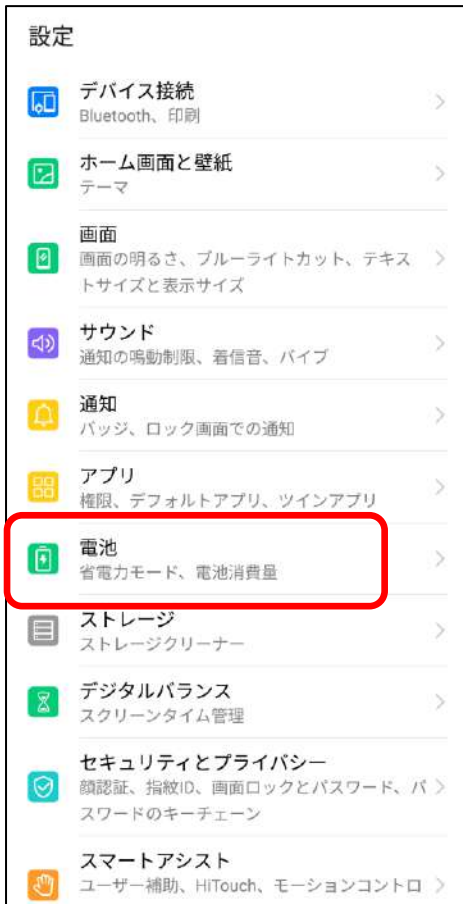 設定
デバイス接続
Bluetooth、印刷
ホーム画面と壁紙
テーマ
画面
画面の明るさ、ブルーライトカット、テキス
トサイズと表示サイズ
サウンド
通知の鳴動制限、着信音、バイブ
通知
バッジ、ロック画面での通知
アプリ
権限、デフォルトアプリ、ツインアプリ
電池
省電力モード、電池消費量
ストレージ
ストレージクリーナー
デジタルバランス
スクリーンタイム管理
セキュリティとプライバシー
顔認証、指紋ID、画面ロックとパスワード、パ
スワードのキーチェーン
スマートアシスト
ユーザー補助、HiTouch、モーションコントロ